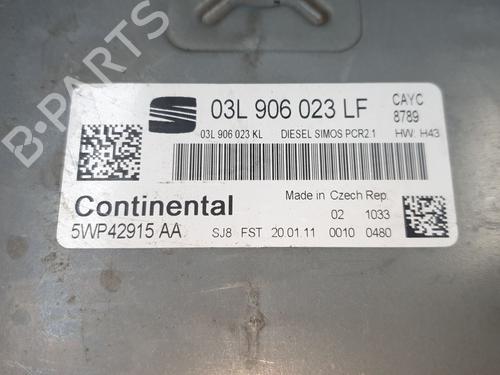 B-PARTS
03L 906 023 LF
CAYC
8789
03L 906 023 KL DIESEL SIMOS PCR2.1 HW: H43
Continental
Made in Czech Rep.
02 1033
5WP42915 AA SJ8 FST 20.01.11 0010 0480